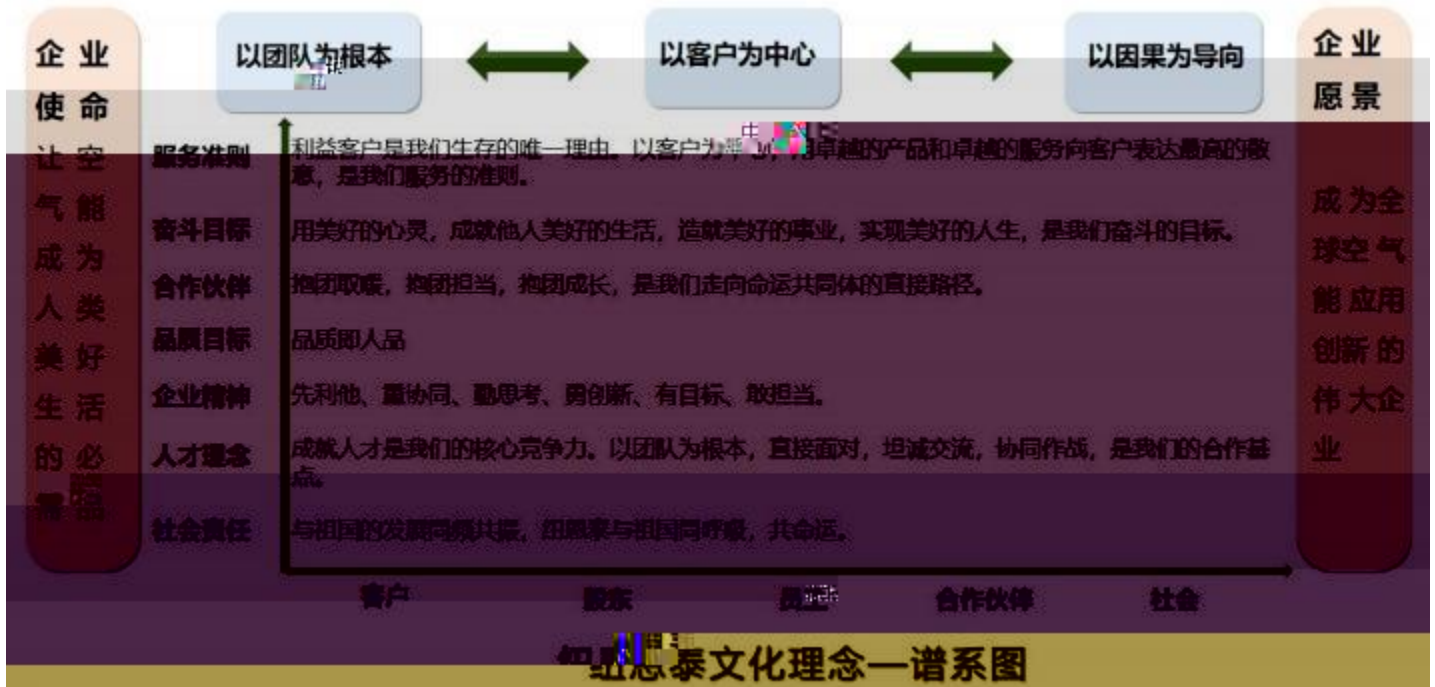 企业
使命
让空
气能
成为
人类
美好
生活
的必
需品
以团队为根本
以客户为中心
以因果为导向
企业
愿景
成为全
球空气
能应用
创新的
伟大企
业
服务准则
利益客户是我们生存的唯一理由。以客户为中心,用卓越的产品和卓越的服务向客户表达最高的敬
意,是我们服务的准则。
奋斗目标
用美好的心灵,成就他人美好的生活,造就美好的事业,实现美好的人生,是我们奋斗的目标。
合作伙伴
抱团取暖,抱团担当,抱团成长,是我们走向命运共同体的直接路径。
品质目标
品质即人品
企业精神
先利他、重协同、勤思考、勇创新、有目标、敢担当。
人才理念
成就人才是我们的核心竞争力。以团队为根本,直接面对,坦诚交流,协同作战,是我们的合作基
点。
社会责任
与祖国的发展同频共振,纽恩泰与祖国同呼吸,共命运。
客户
股东
员工
合作伙伴
社会
纽恩泰文化理念—谱系图